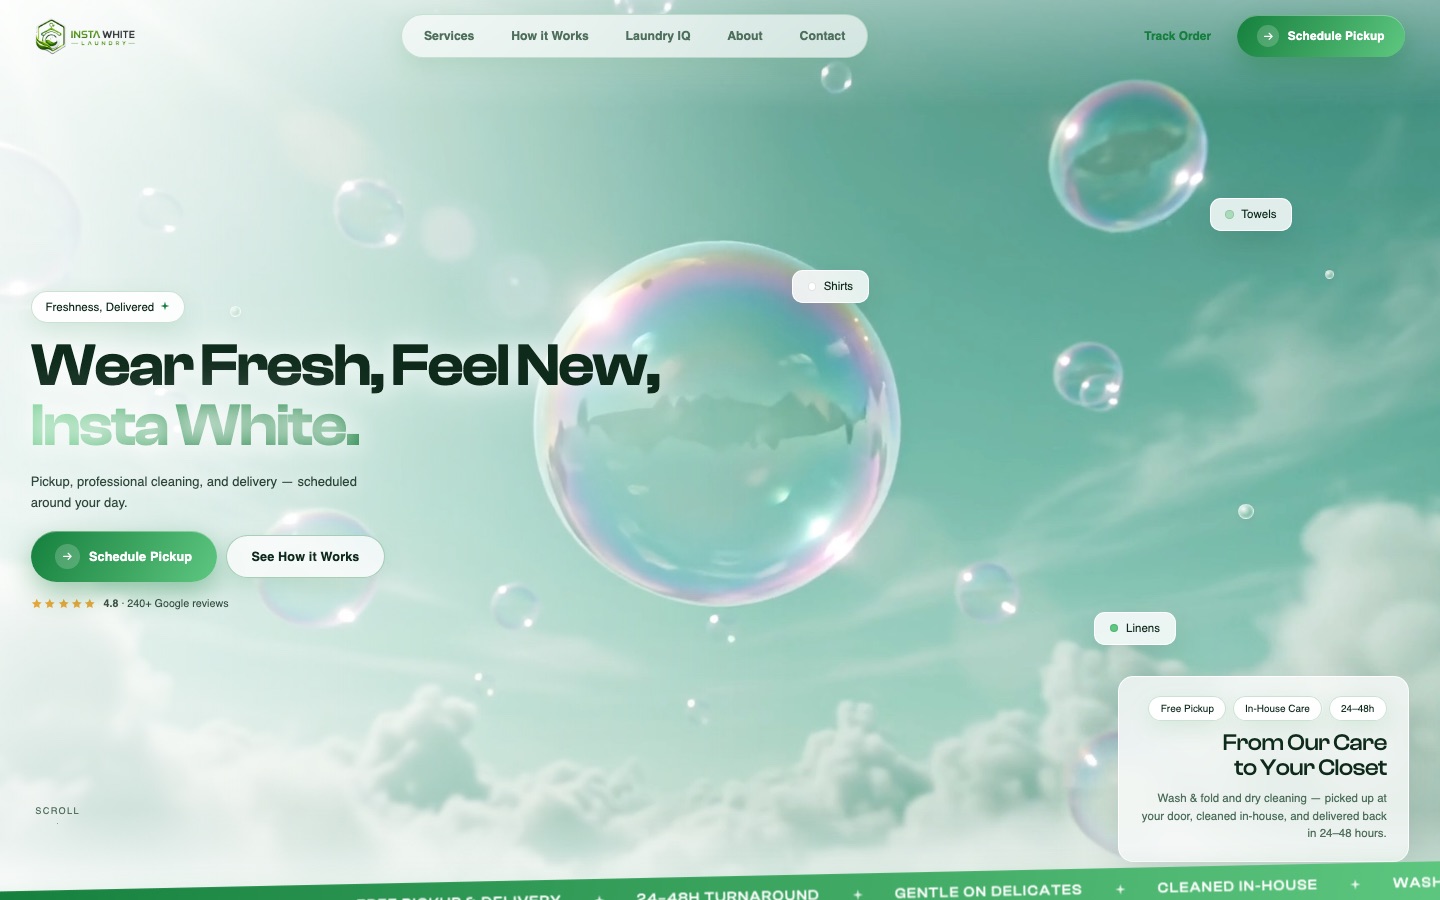 INSTA WHITE
LAUNDRY
Services
How it Works
Laundry IQ
About
Contact
Track Order
Schedule Pickup
Towels
Shirts
Freshness, Delivered
Wear Fresh, Feel New,
Insta White.
Pickup, professional cleaning, and delivery — scheduled
around your day.
Schedule Pickup
See How it Works
4.8 · 240+ Google reviews
Linens
Free Pickup
In-House Care
24–48h
From Our Care
to Your Closet
Wash & fold and dry cleaning — picked up at
your door, cleaned in-house, and delivered back
in 24–48 hours.
SCROLL
FREE PICKUP & DELIVERY
24–48H TURNAROUND
GENTLE ON DELICATES
CLEANED IN-HOUSE
WASH